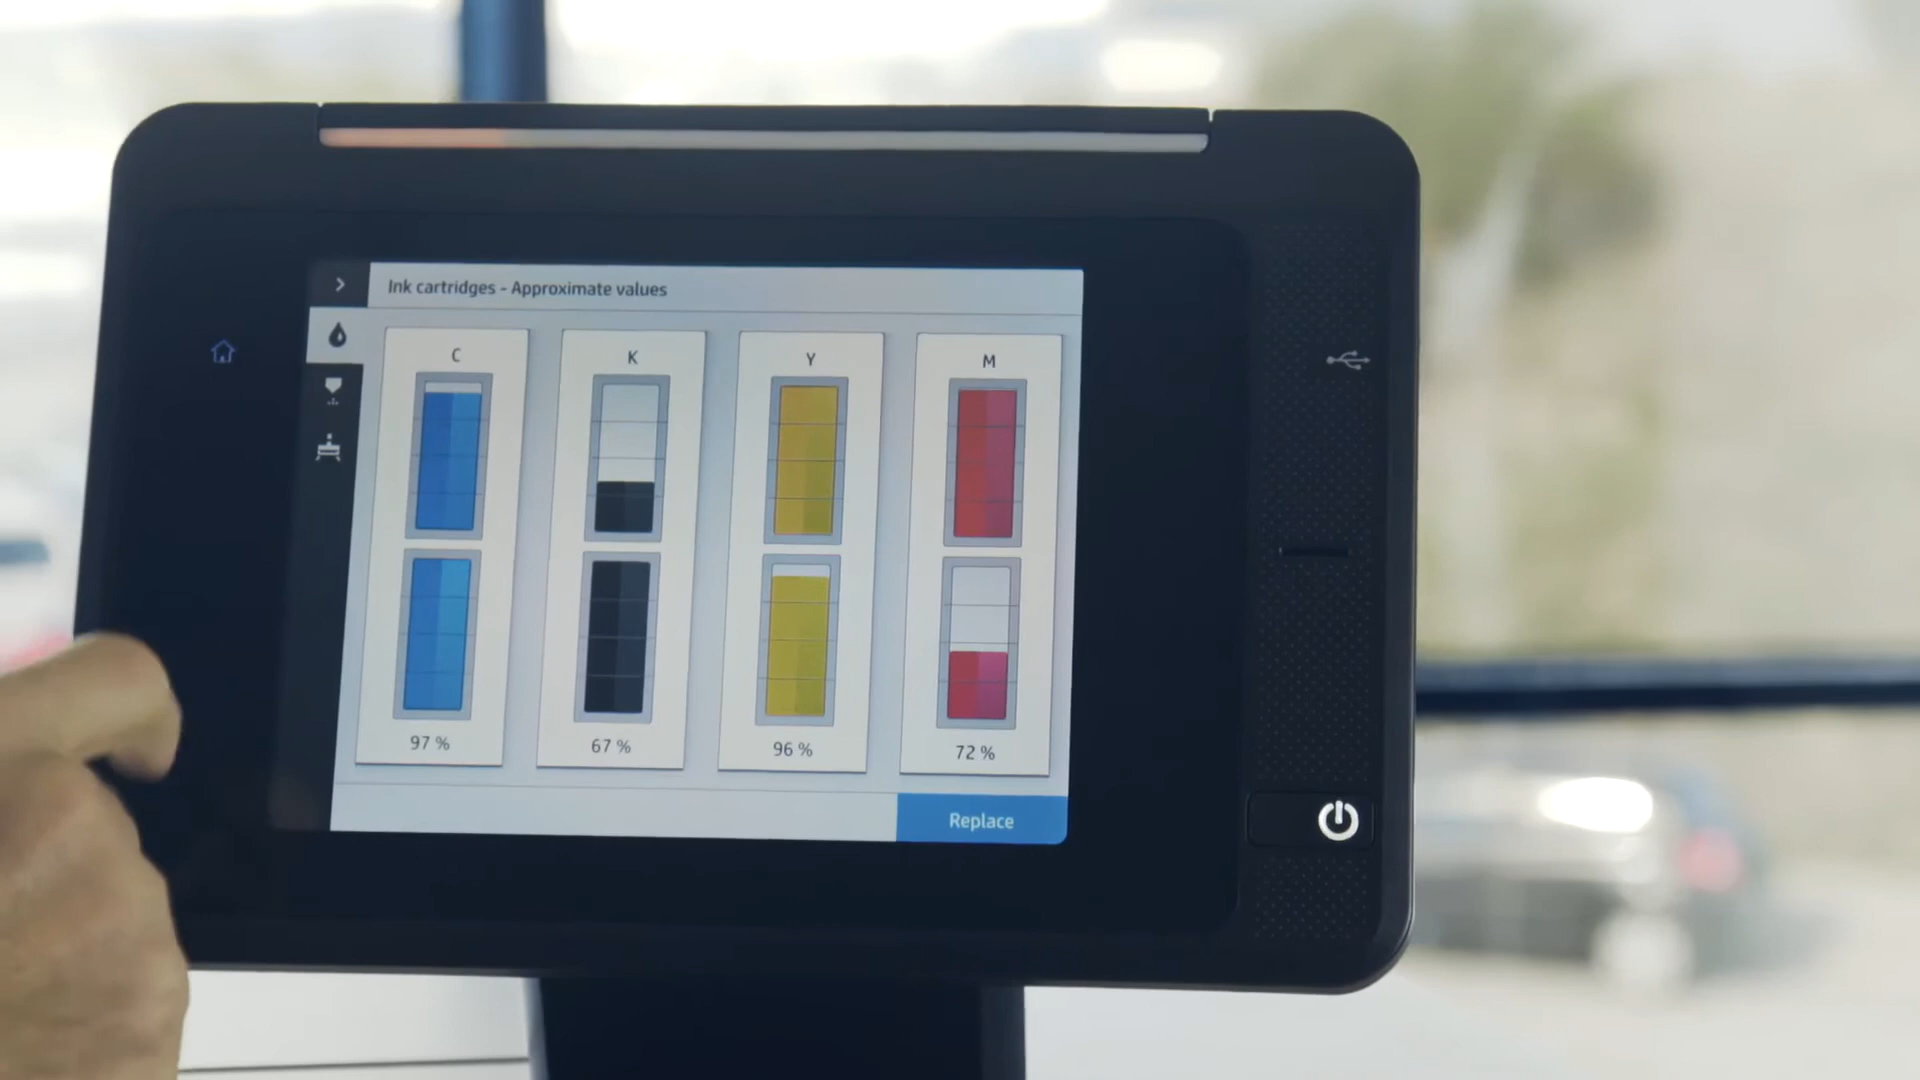 Ink cartridges - Approximate values
C K Y M
97 % 67 % 96 % 72 %
Replace